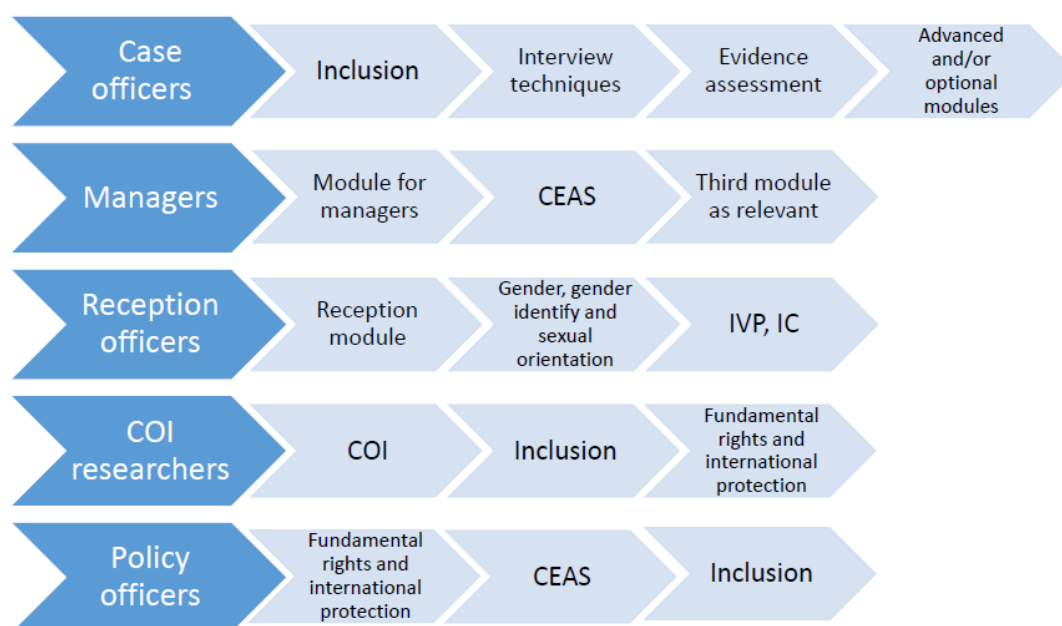 Case
officers
Inclusion
Interview
techniques
Evidence
assessment
Advanced
and/or
optional
modules
Managers
Module for
managers
CEAS
Third module
as relevant
Reception
officers
Reception
module
Gender, gender
identify and
sexual
orientation
IVP, IC
COI
researchers
COI
Inclusion
Fundamental
rights and
international
protection
Policy
officers
Fundamental
rights and
international
protection
CEAS
Inclusion